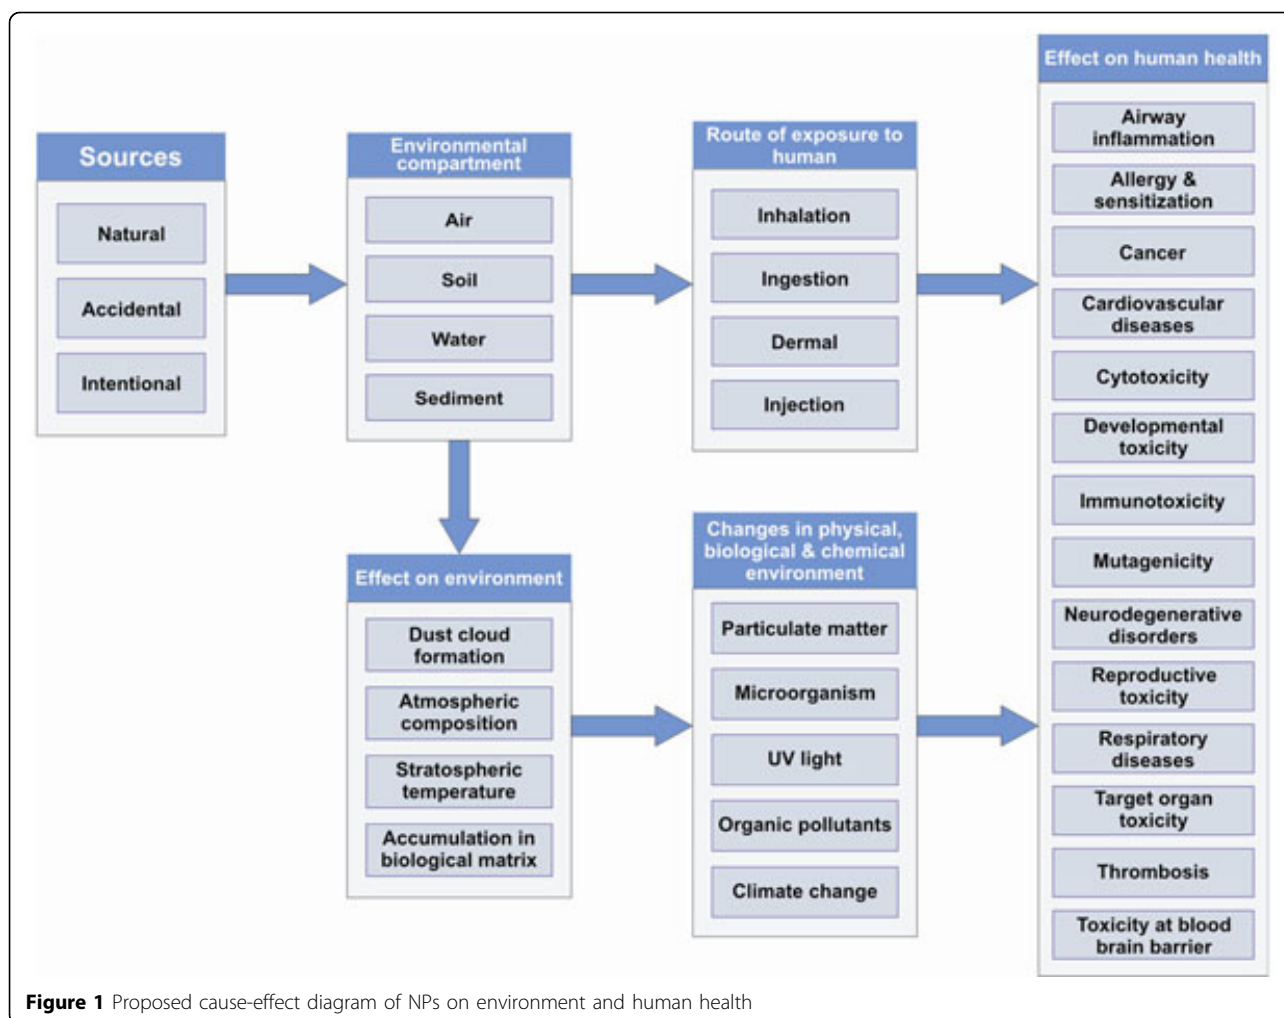 Sources
Natural
Accidental
Intentional
Environmental
compartment
Air
Soil
Water
Sediment
Route of exposure to
human
Inhalation
Ingestion
Dermal
Injection
Effect on environment
Dust cloud
formation
Atmospheric
composition
Stratospheric
temperature
Accumulation in
biological matrix
Changes in physical,
biological & chemical
environment
Particulate matter
Microorganism
UV light
Organic pollutants
Climate change
Effect on human health
Airway
inflammation
Allergy &
sensitization
Cancer
Cardiovascular
diseases
Cytotoxicity
Developmental
toxicity
Immunotoxicity
Mutagenicity
Neurodegenerative
disorders
Reproductive
toxicity
Respiratory
diseases
Target organ
toxicity
Thrombosis
Toxicity at blood
brain barrier
Figure 1 Proposed cause-effect diagram of NPs on environment and human health